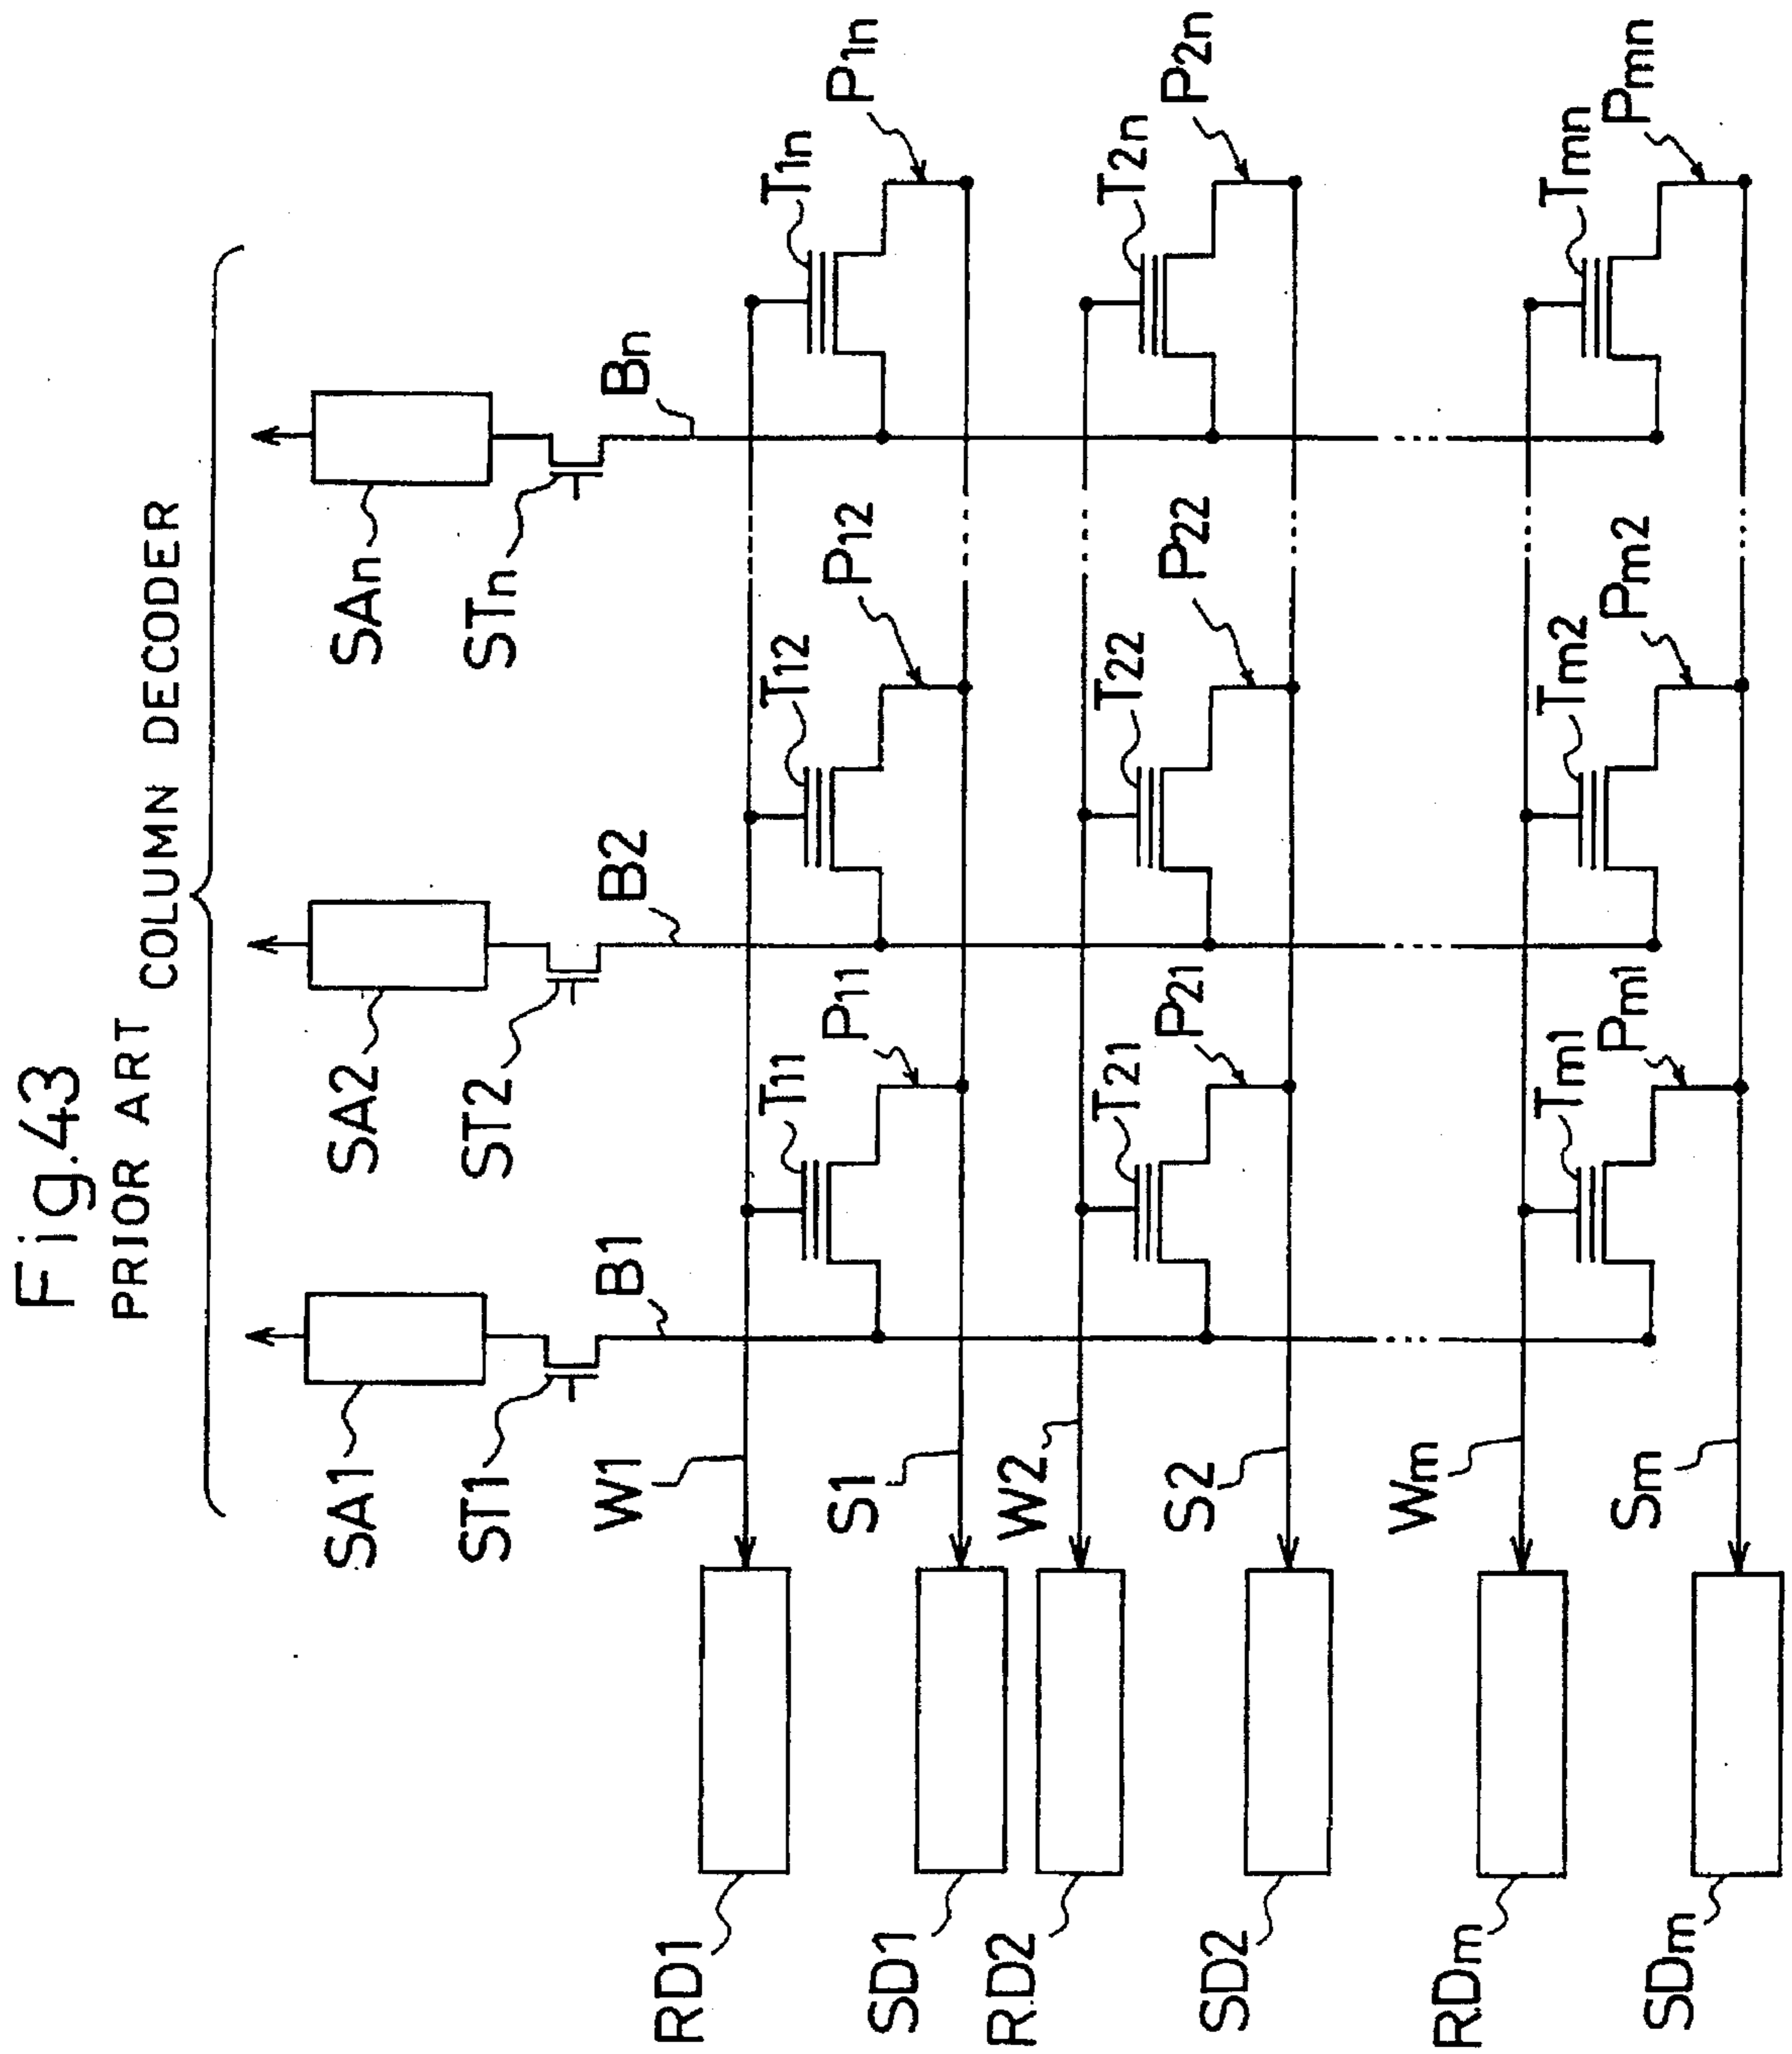 Fig.43
PRIOR ART
COLUMN DECODER
SA1 SA2 SAn
ST1 ST2 STn
B1 B2 Bn
W1
T11 T12 T1n
P11 P12 P1n
S1
RD1
SD1
W2
T21 T22 T2n
P21 P22 P2n
S2
RD2
SD2
Wm
Tm1 Tm2 Tmn
Pm1 Pm2 Pmn
Sm
RDm
SDm